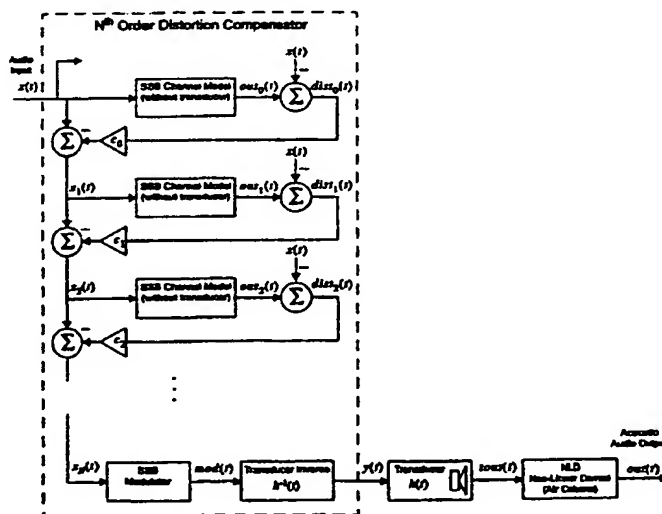 Nth Order Distortion Compensator
Audio
Input
x(t)
x(t)
SSB Channel Model
(without transducer)
out0(t)
Σ
dist0(t)
Σ
c0
x(t)
x1(t)
SSB Channel Model
(without transducer)
out1(t)
Σ
dist1(t)
Σ
c1
x(t)
x2(t)
SSB Channel Model
(without transducer)
out2(t)
Σ
dist2(t)
Σ
c2
Acoustic
Audio Output
xN(t)
SSB
Modulator
mod(t)
Transducer Inverse
h-1(t)
y(t)
Transducer
h(t)
tout(t)
NLD
Non-Linear Demod
(Air Column)
out(t)